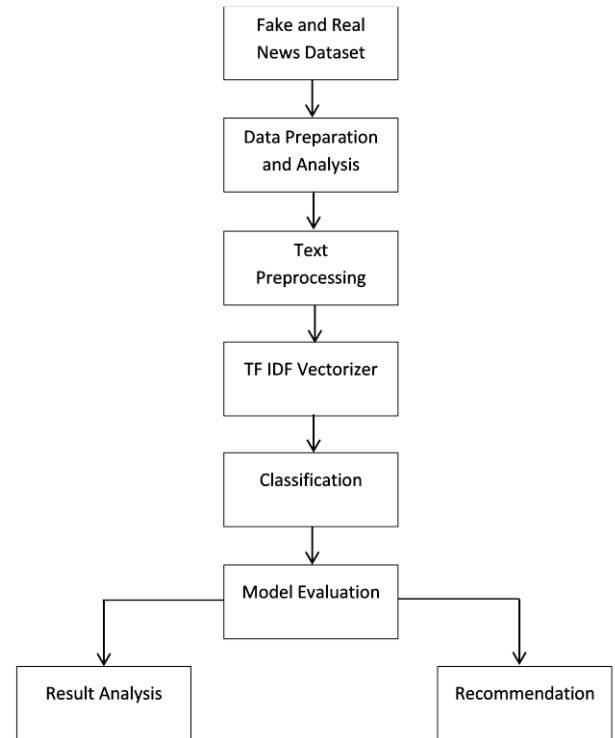 Fake and Real
News Dataset
Data Preparation
and Analysis
Text
Preprocessing
TF IDF Vectorizer
Classification
Model Evaluation
Result Analysis
Recommendation